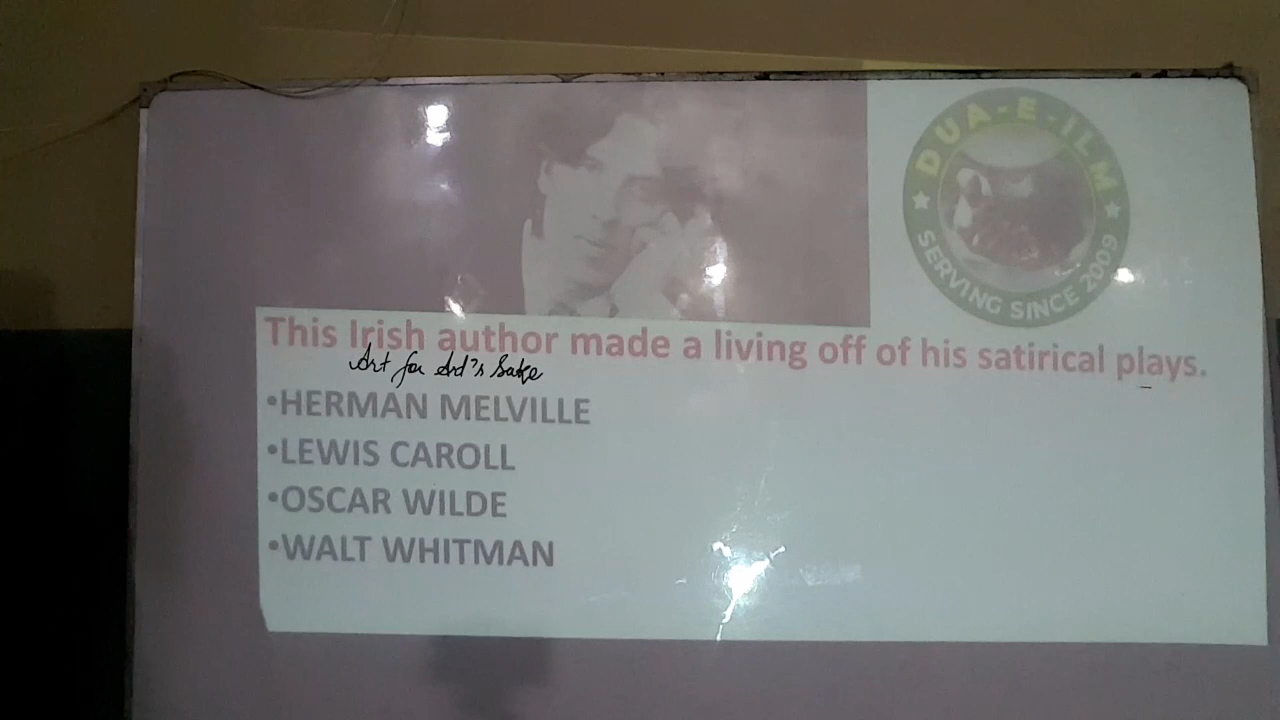 DUA-E-ILM
SERVING SINCE 2009
This Irish author made a living off of his satirical plays.
Art for Art's Sake
•HERMAN MELVILLE
•LEWIS CAROLL
•OSCAR WILDE
•WALT WHITMAN